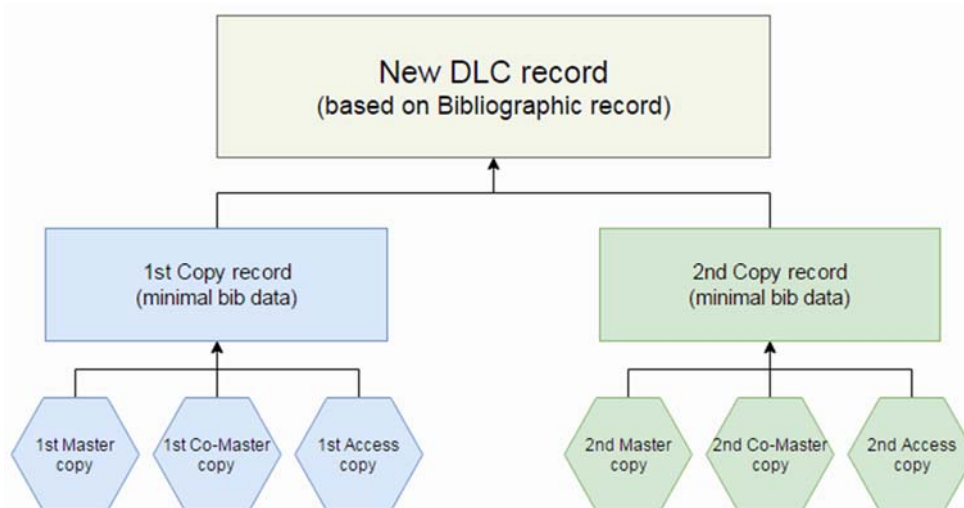 New DLC record
(based on Bibliographic record)
1st Copy record
(minimal bib data)
2nd Copy record
(minimal bib data)
1st Master
copy
1st Co-Master
copy
1st Access
copy
2nd Master
copy
2nd Co-Master
copy
2nd Access
copy